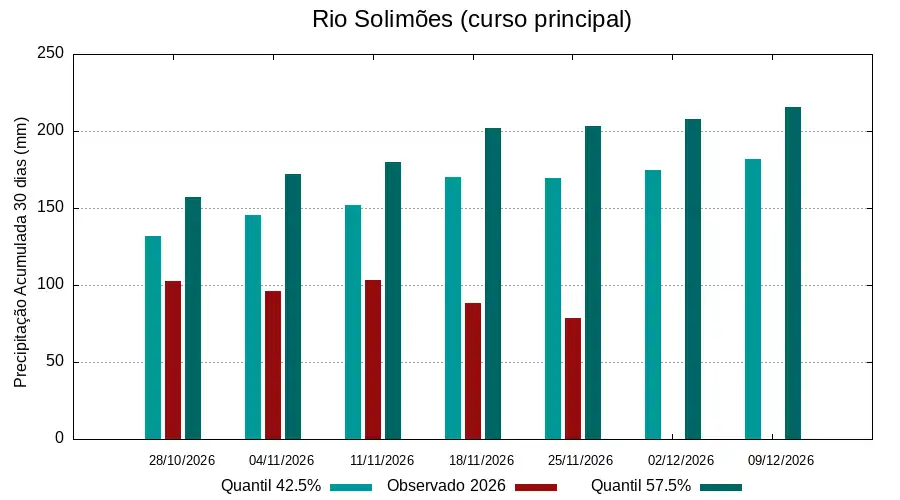 Rio Solimões (curso principal)
Precipitação Acumulada 30 dias (mm)
250
200
150
100
50
0
28/10/2026 04/11/2026 11/11/2026 18/11/2026 25/11/2026 02/12/2026 09/12/2026
Quantil 42.5% Observado 2026 Quantil 57.5%